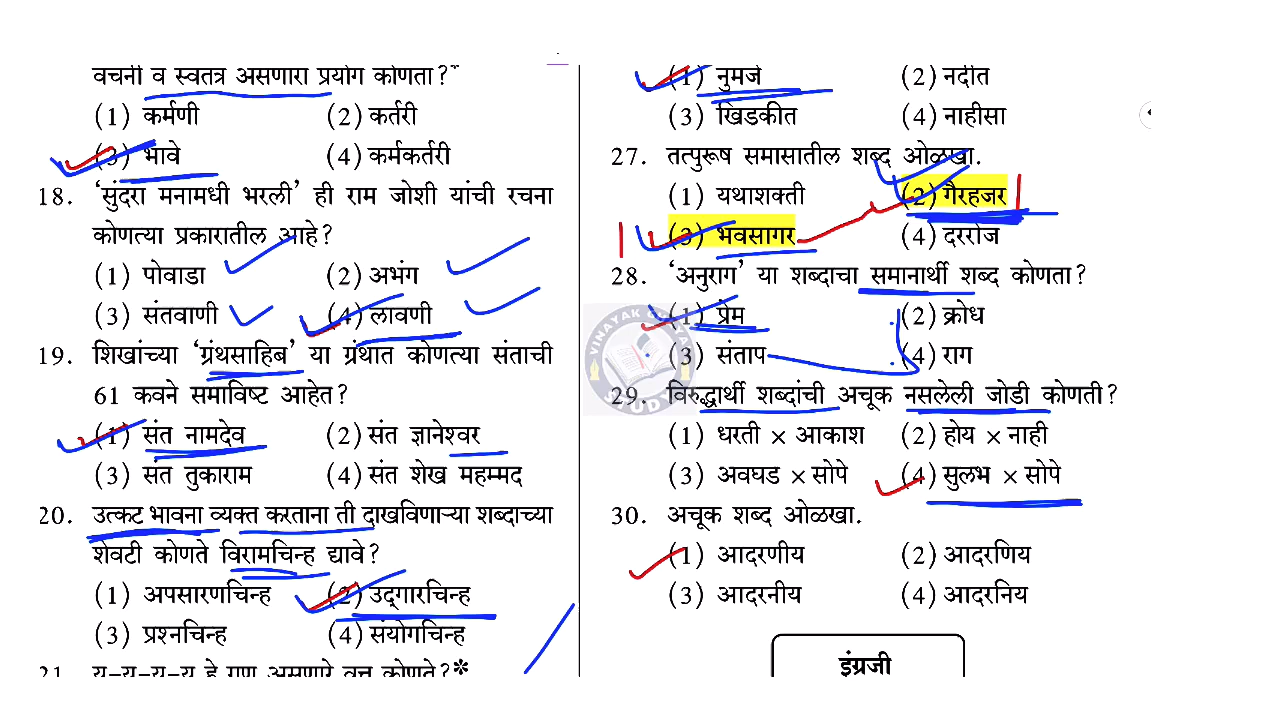 वचनी व स्वतंत्र असणारा प्रयोग कोणता?*
(1) कर्मणी (2) कर्तरी
(3) भावे (4) कर्मकर्तरी
18. ‘सुंदरा मनामधी भरली’ ही राम जोशी यांची रचना
कोणत्या प्रकारातील आहे?
(1) पोवाडा (2) अभंग
(3) संतवाणी (4) लावणी
19. शिखांच्या ‘ग्रंथसाहिब’ या ग्रंथात कोणत्या संताची
61 कवने समाविष्ट आहेत?
(1) संत नामदेव (2) संत ज्ञानेश्वर
(3) संत तुकाराम (4) संत शेख महम्मद
20. उत्कट भावना व्यक्त करताना ती दाखविणाऱ्या शब्दाच्या
शेवटी कोणते विरामचिन्ह द्यावे?
(1) अपसारणचिन्ह (2) उद्‌गारचिन्ह
(3) प्रश्नचिन्ह (4) संयोगचिन्ह
21. य–य–य–य हे गण असणारे वृत्त कोणते?*
(1) नुमजे (2) नदीत
(3) खिडकीत (4) नाहीसा
27. तत्पुरूष समासातील शब्द ओळखा.
(1) यथाशक्ती (2) गैरहजर
(3) भवसागर (4) दररोज
28. ‘अनुराग’ या शब्दाचा समानार्थी शब्द कोणता?
(1) प्रेम (2) क्रोध
(3) संताप (4) राग
29. विरुद्धार्थी शब्दांची अचूक नसलेली जोडी कोणती?
(1) धरती × आकाश (2) होय × नाही
(3) अवघड × सोपे (4) सुलभ × सोपे
30. अचूक शब्द ओळखा.
(1) आदरणीय (2) आदरणिय
(3) आदरनीय (4) आदरनिय
इंग्रजी